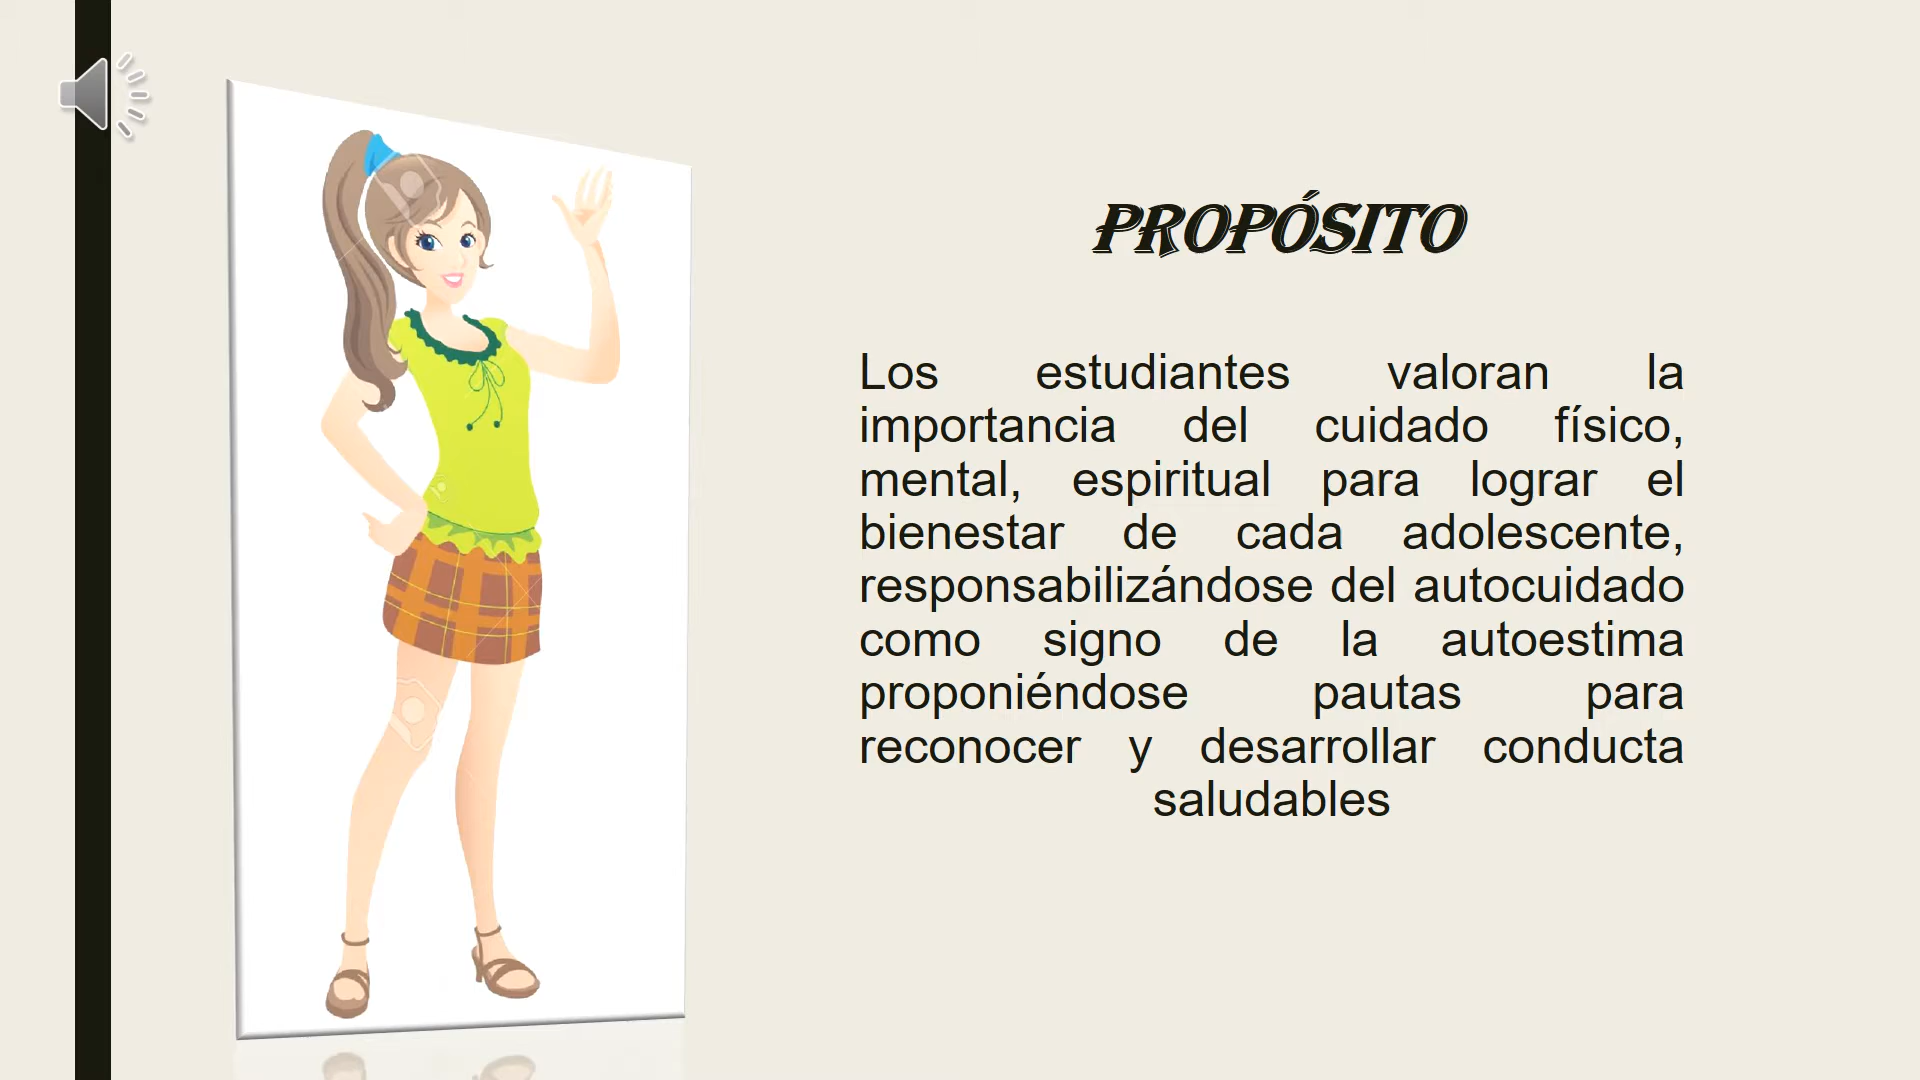 PROPÓSITO
Los estudiantes valoran la
importancia del cuidado físico,
mental, espiritual para lograr el
bienestar de cada adolescente,
responsabilizándose del autocuidado
como signo de la autoestima
proponiéndose pautas para
reconocer y desarrollar conducta
saludables